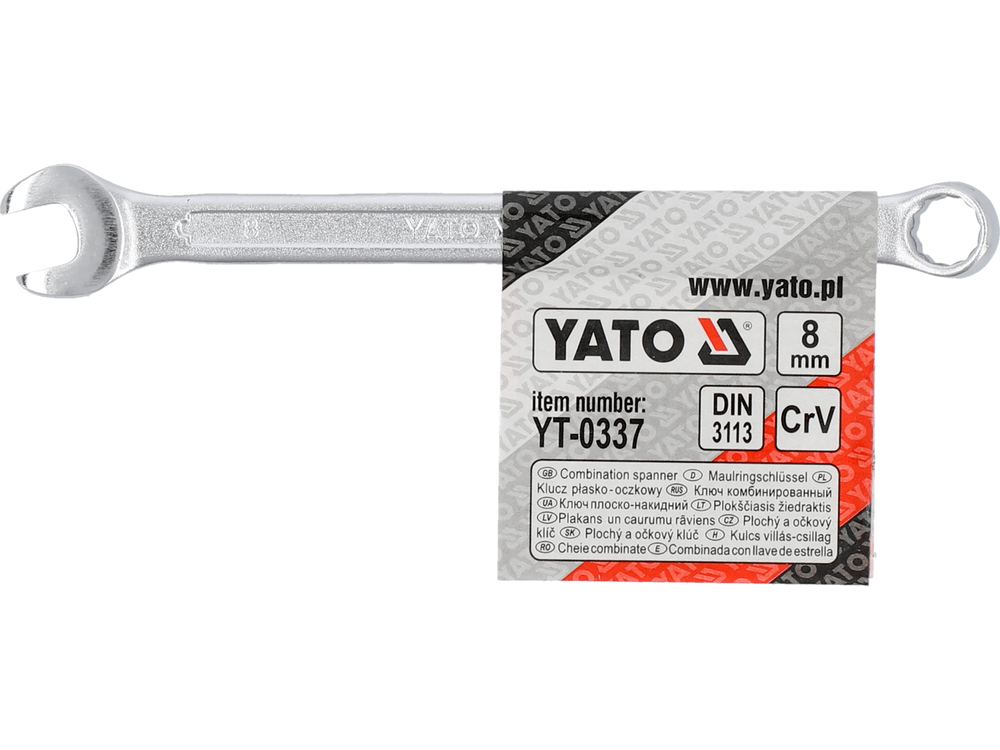 8 YATO
www.yato.pl
YATO ®
8
mm
item number:
YT-0337
DIN
3113
CrV
GB Combination spanner D Maulringschlüssel PL
Klucz płasko-oczkowy RUS Ключ комбинированный
UA Ключ плоско-накидний LT Plokščiasis žiedraktis
LV Plakans un caurumu rāviens CZ Plochý a očkový
klíč SK Plochý a očkový kľúč H Kulcs villás-csillag
RO Cheie combinate E Combinada con llave de estrella